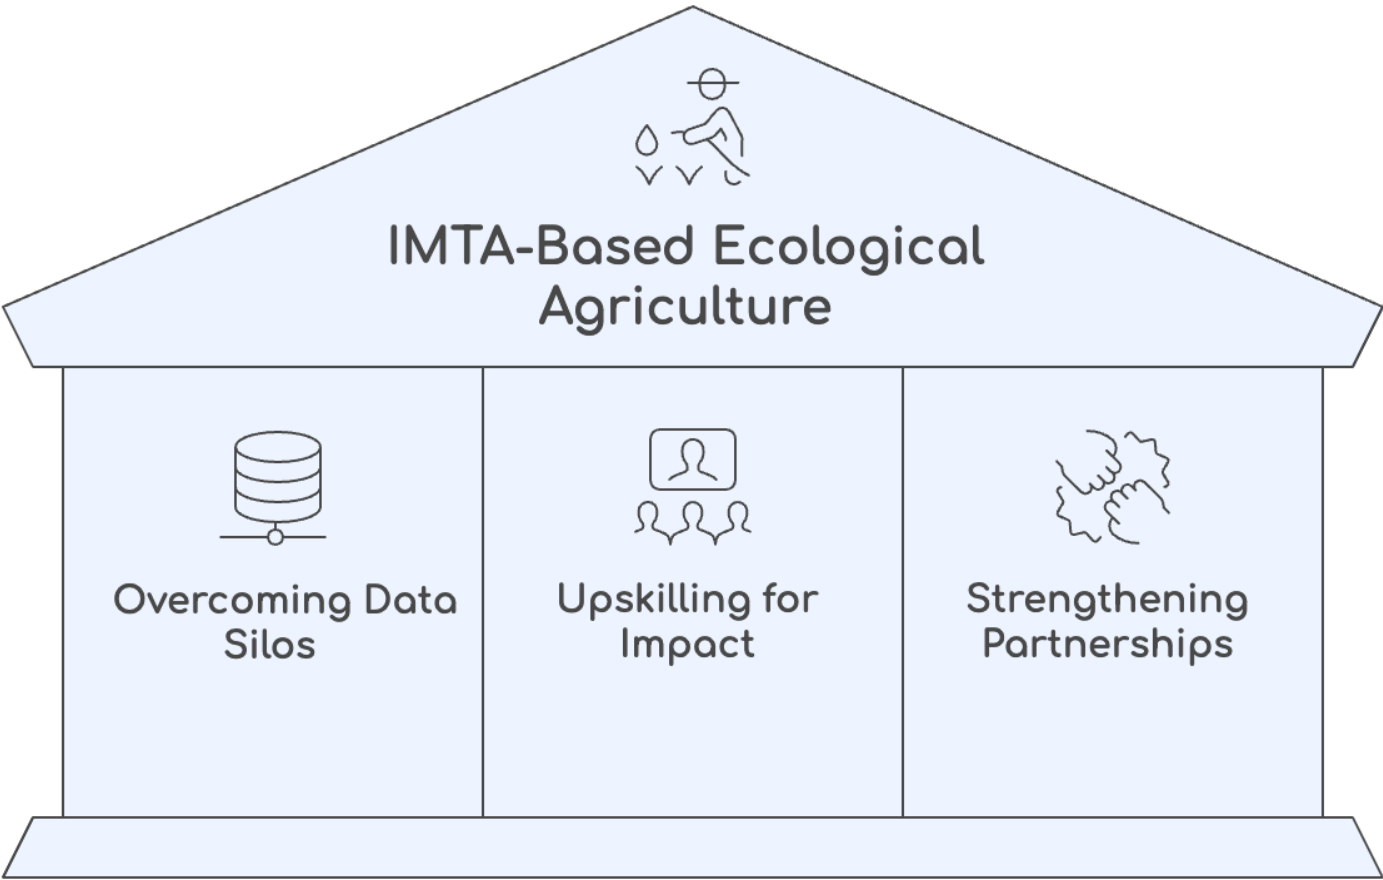 IMTA-Based Ecological
Agriculture
Overcoming Data
Silos
Upskilling for
Impact
Strengthening
Partnerships